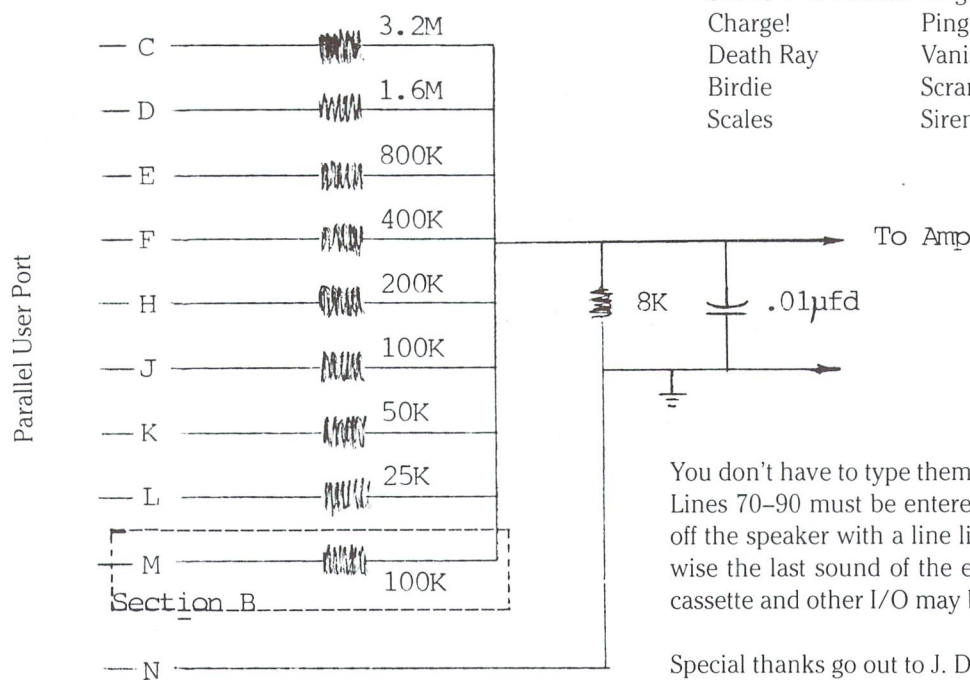 Charge! Ping
Death Ray
Birdie
Scales
C 3.2M
D 1.6M
E 800K
F 400K
H 200K
J 100K
K 50K
L 25K
M 100K
Section B
N
Parallel User Port
To Amp
8K .01µfd
You don't have to type them
Lines 70–90 must be entere
off the speaker with a line li
wise the last sound of the e
cassette and other I/O may
Special thanks go out to J. D